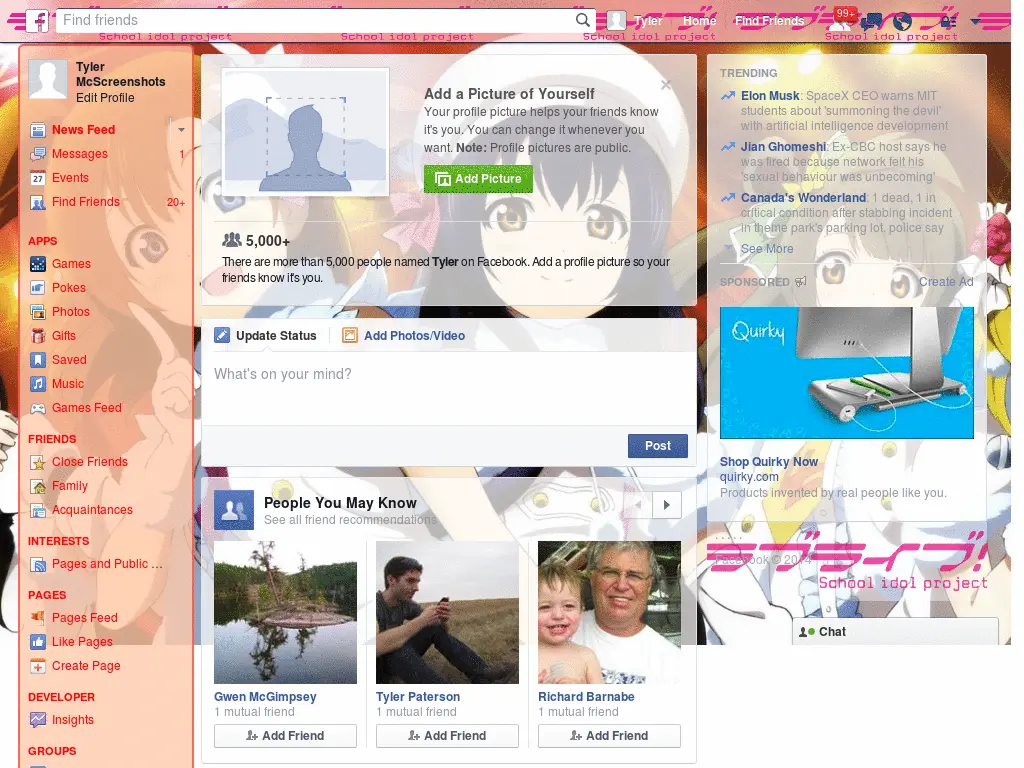 Find friends
Tyler
Home
Find Friends
99+
School idol project
School idol project
School idol project
School idol project
Tyler
McScreenshots
Edit Profile
News Feed
Messages 1
27 Events
Find Friends 20+
APPS
Games
Pokes
Photos
Gifts
Saved
Music
Games Feed
FRIENDS
Close Friends
Family
Acquaintances
INTERESTS
Pages and Public ...
PAGES
Pages Feed
Like Pages
Create Page
DEVELOPER
Insights
GROUPS
Add a Picture of Yourself
Your profile picture helps your friends know
it's you. You can change it whenever you
want. Note: Profile pictures are public.
Add Picture
5,000+
There are more than 5,000 people named Tyler on Facebook. Add a profile picture so your
friends know it's you.
Update Status
Add Photos/Video
What's on your mind?
Post
People You May Know
See all friend recommendations
Gwen McGimpsey
1 mutual friend
Add Friend
Tyler Paterson
1 mutual friend
Add Friend
Richard Barnabe
1 mutual friend
Add Friend
TRENDING
Elon Musk: SpaceX CEO warns MIT
students about 'summoning the devil'
with artificial intelligence development
Jian Ghomeshi: Ex-CBC host says he
was fired because network felt his
'sexual behaviour was unbecoming'
Canada's Wonderland: 1 dead, 1 in
critical condition after stabbing incident
in theme park's parking lot, police say
See More
SPONSORED
Create Ad
Quirky
Shop Quirky Now
quirky.com
Products invented by real people like you.
ラブライブ!
Facebook © 2014
School idol project
Chat